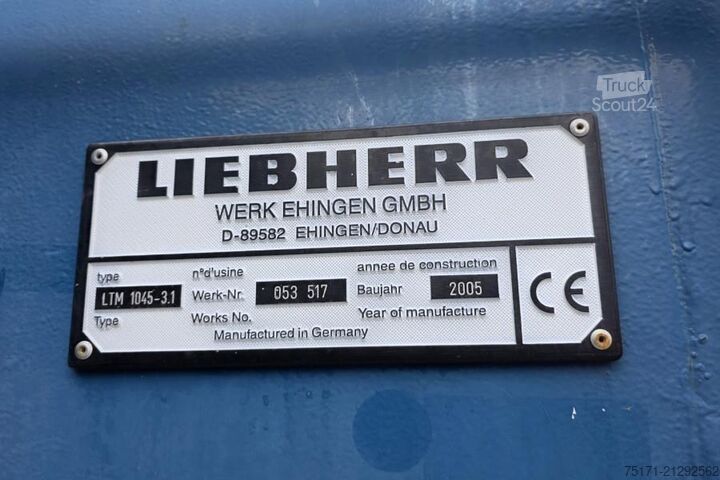 Truck
Scout24
LIEBHERR
WERK EHINGEN GMBH
D-89582 EHINGEN/DONAU
type n°d'usine annee de construction
LTM 1045-3.1 Werk-Nr. 053 517 Baujahr 2005
Type Works No. Year of manufacture
Manufactured in Germany
CE
75171-21292562